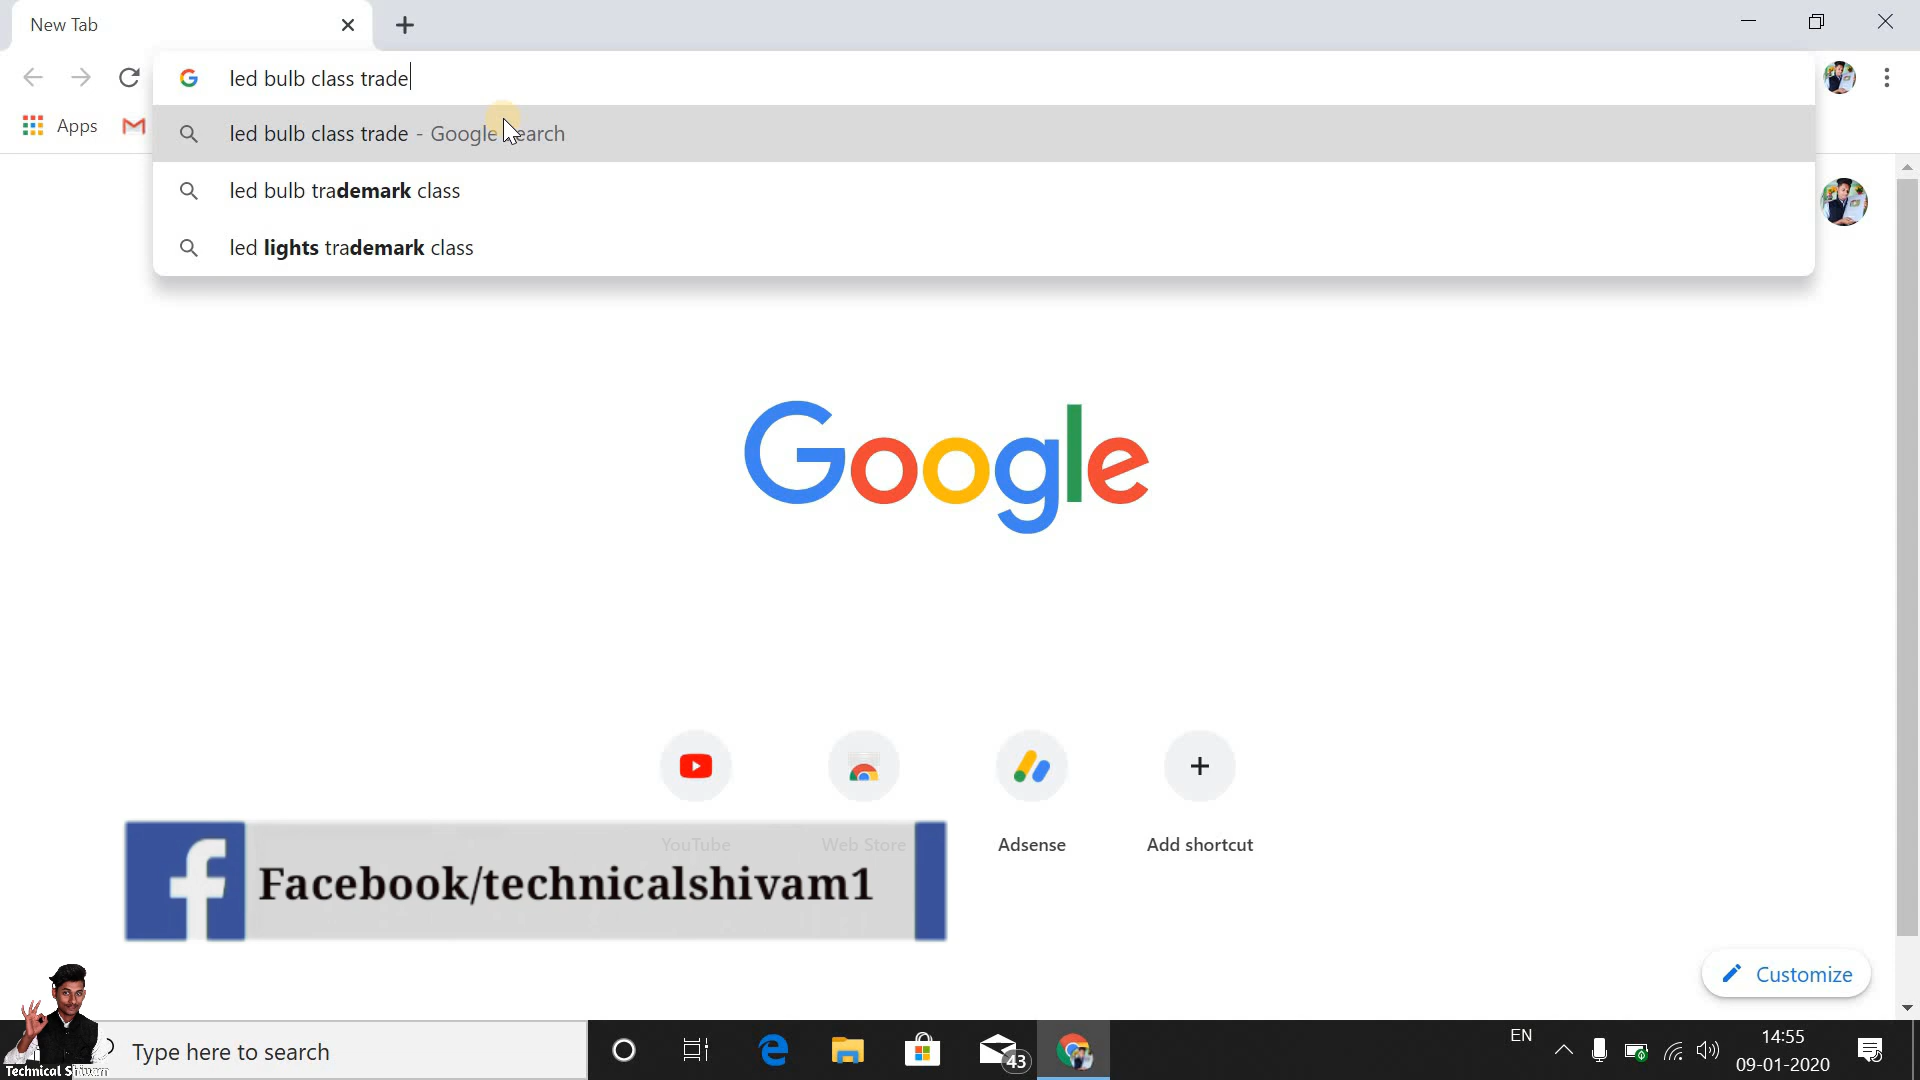 New Tab
led bulb class trade
Apps
led bulb class trade - Google Search
led bulb trademark class
led lights trademark class
Google
YouTube
Web Store
Adsense
Add shortcut
Facebook/technicalshivam1
Customize
Type here to search
43
EN
14:55
09-01-2020
Technical Shivam